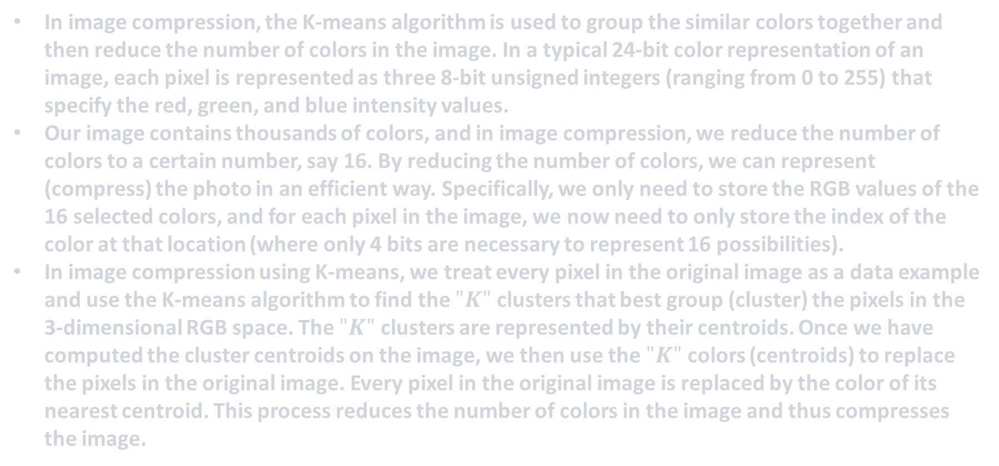 • In image compression, the K-means algorithm is used to group the similar colors together and
then reduce the number of colors in the image. In a typical 24-bit color representation of an
image, each pixel is represented as three 8-bit unsigned integers (ranging from 0 to 255) that
specify the red, green, and blue intensity values.
• Our image contains thousands of colors, and in image compression, we reduce the number of
colors to a certain number, say 16. By reducing the number of colors, we can represent
(compress) the photo in an efficient way. Specifically, we only need to store the RGB values of the
16 selected colors, and for each pixel in the image, we now need to only store the index of the
color at that location (where only 4 bits are necessary to represent 16 possibilities).
• In image compression using K-means, we treat every pixel in the original image as a data example
and use the K-means algorithm to find the "K" clusters that best group (cluster) the pixels in the
3-dimensional RGB space. The "K" clusters are represented by their centroids. Once we have
computed the cluster centroids on the image, we then use the "K" colors (centroids) to replace
the pixels in the original image. Every pixel in the original image is replaced by the color of its
nearest centroid. This process reduces the number of colors in the image and thus compresses
the image.